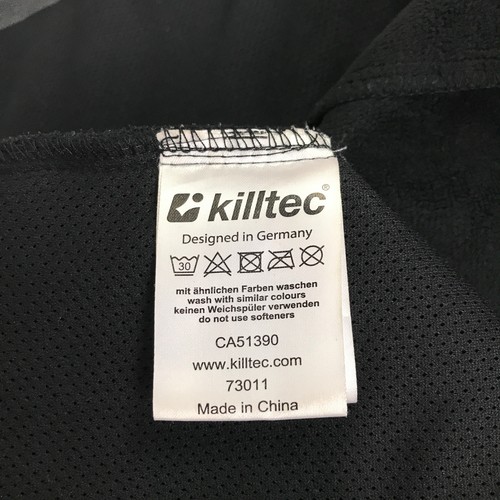 killtec
Designed in Germany
30
mit ähnlichen Farben waschen
wash with similar colours
keinen Weichspüler verwenden
do not use softeners
CA51390
www.killtec.com
73011
Made in China